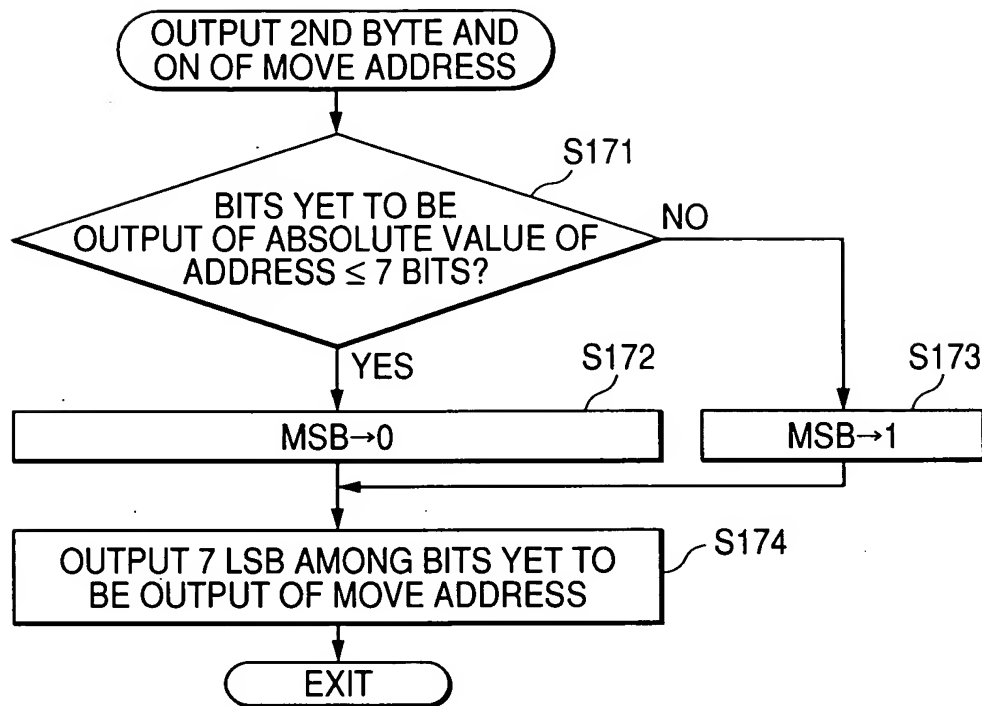 OUTPUT 2ND BYTE AND
ON OF MOVE ADDRESS
S171
BITS YET TO BE
OUTPUT OF ABSOLUTE VALUE OF
ADDRESS ≤ 7 BITS?
NO
YES
S172
S173
MSB→0
MSB→1
S174
OUTPUT 7 LSB AMONG BITS YET TO
BE OUTPUT OF MOVE ADDRESS
EXIT